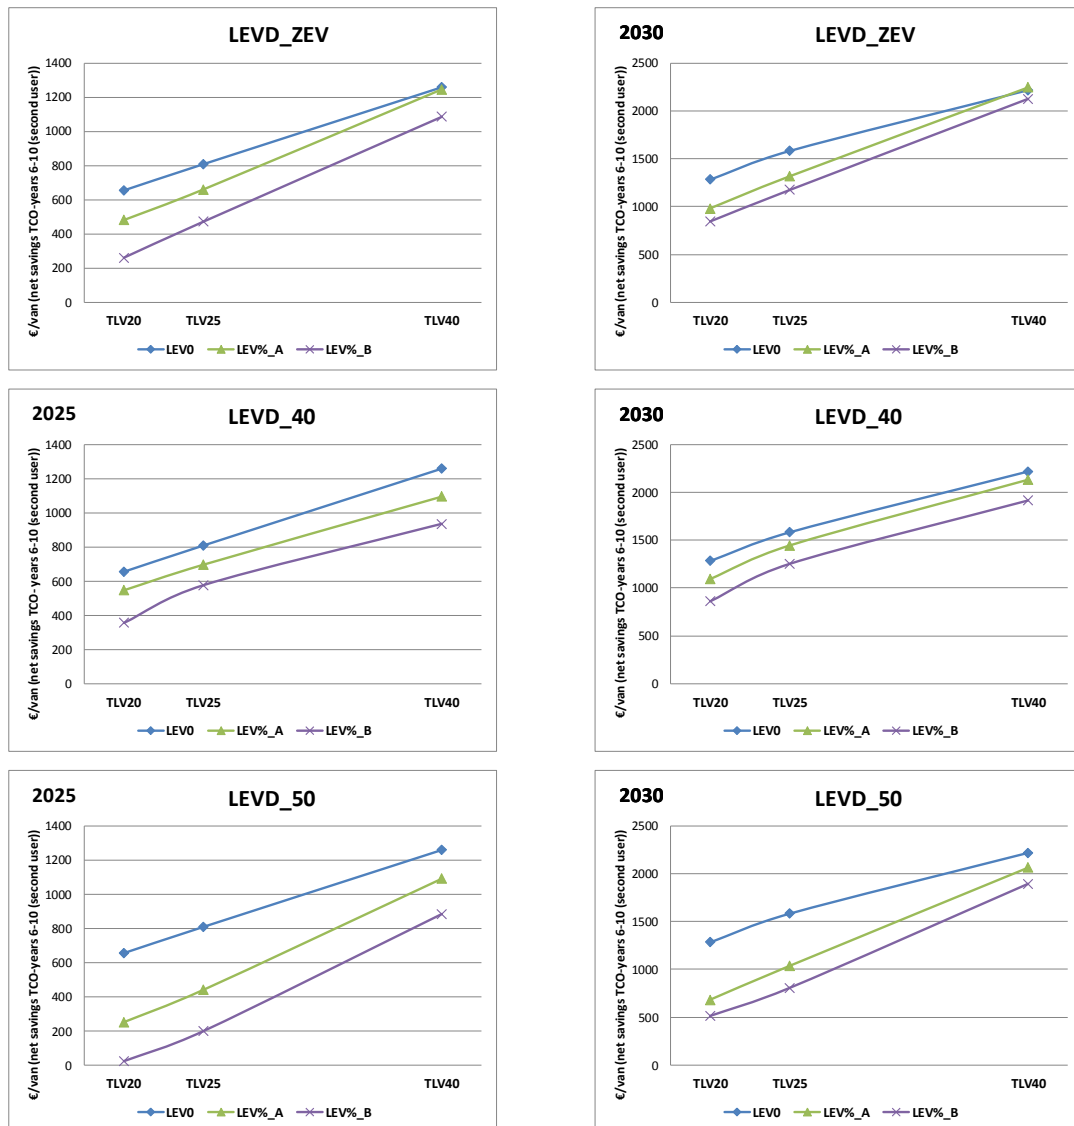 LEVD_ZEV
€/van (net savings TCO-years 6-10 (second user))
1400
1200
1000
800
600
400
200
0
TLV20 TLV25 TLV40
LEV0 LEV%_A LEV%_B
2030 LEVD_ZEV
€/van (net savings TCO-years 6-10 (second user))
2500
2000
1500
1000
500
0
TLV20 TLV25 TLV40
LEV0 LEV%_A LEV%_B
2025 LEVD_40
€/van (net savings TCO-years 6-10 (second user))
1400
1200
1000
800
600
400
200
0
TLV20 TLV25 TLV40
LEV0 LEV%_A LEV%_B
2030 LEVD_40
€/van (net savings TCO-years 6-10 (second user))
2500
2000
1500
1000
500
0
TLV20 TLV25 TLV40
LEV0 LEV%_A LEV%_B
2025 LEVD_50
€/van (net savings TCO-years 6-10 (second user))
1400
1200
1000
800
600
400
200
0
TLV20 TLV25 TLV40
LEV0 LEV%_A LEV%_B
2030 LEVD_50
€/van (net savings TCO-years 6-10 (second user))
2500
2000
1500
1000
500
0
TLV20 TLV25 TLV40
LEV0 LEV%_A LEV%_B